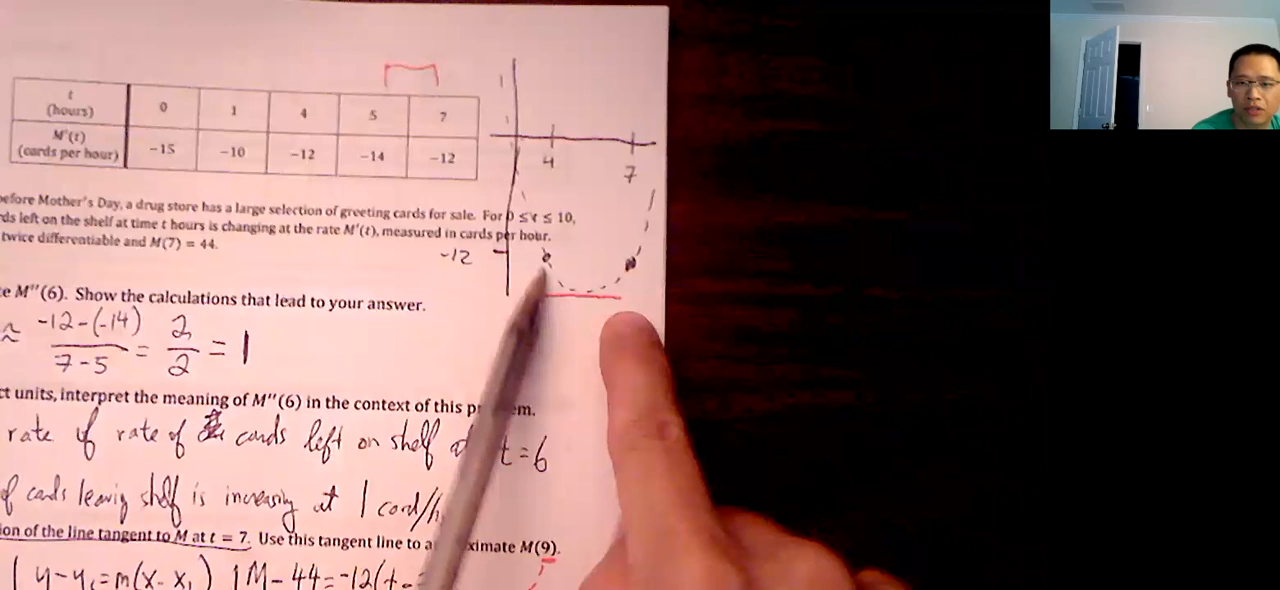 t
(hours) 0 1 4 5 7
M'(t)
(cards per hour) -15 -10 -12 -14 -12
4 7
-12
before Mother's Day, a drug store has a large selection of greeting cards for sale. For 0 ≤ t ≤ 10,
rds left on the shelf at time t hours is changing at the rate M'(t), measured in cards per hour.
twice differentiable and M(7) = 44.
te M''(6). Show the calculations that lead to your answer.
≈ -12-(-14) / 7-5 = 2/2 = 1
ct units, interpret the meaning of M''(6) in the context of this p em.
rate of rate of cards left on shelf t=6
of cards leaving shelf is increasing at 1 card/h
ion of the line tangent to M at t = 7. Use this tangent line to a ximate M(9).
y-y₁=m(x-x₁) M-44=-12(t-